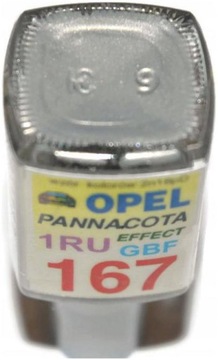 OPEL
PANNACOTA
EFFECT
1RU GBF
167